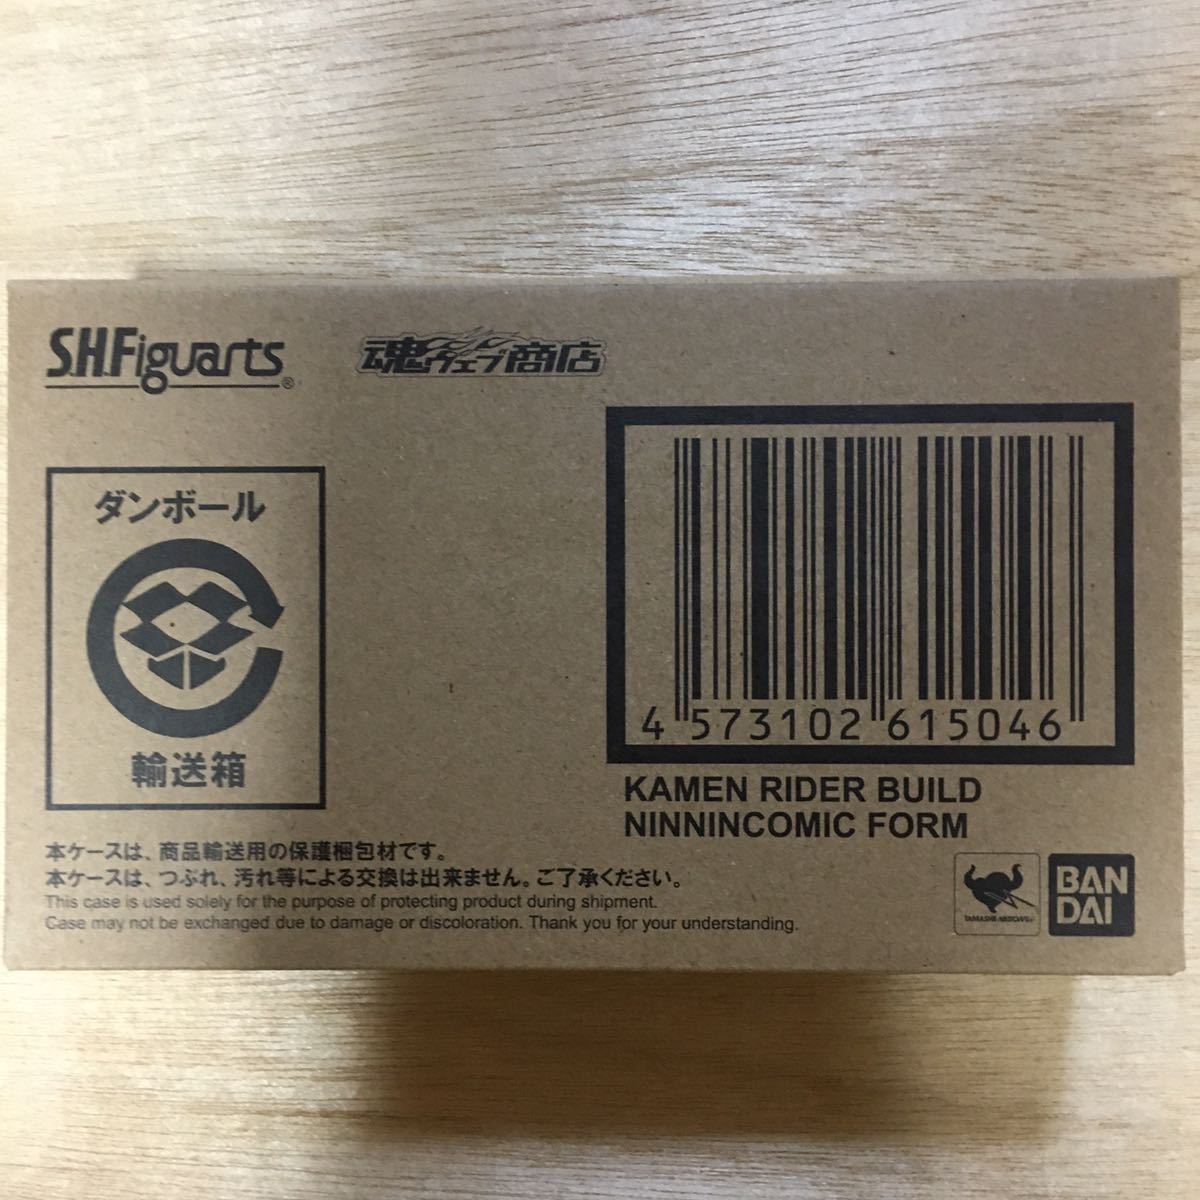 S.H.Figuarts®
魂ウェブ商店
ダンボール
輸送箱
4 573102 615046
KAMEN RIDER BUILD
NINNINCOMIC FORM
本ケースは、商品輸送用の保護梱包材です。
本ケースは、つぶれ、汚れ等による交換は出来ません。ご了承ください。
This case is used solely for the purpose of protecting product during shipment.
Case may not be exchanged due to damage or discoloration. Thank you for your understanding.
TAMASHII NATIONS
BAN
DAI